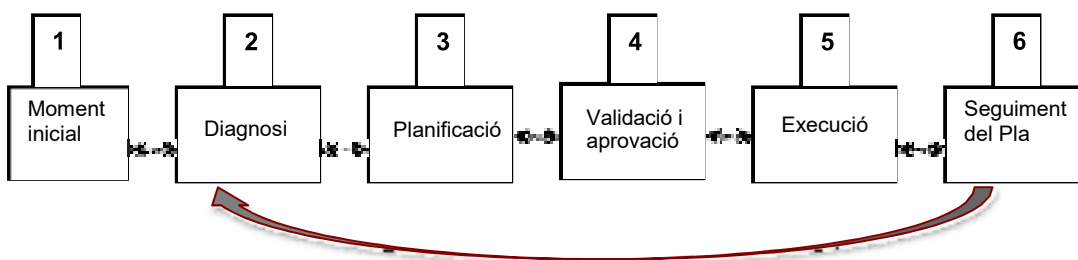 1
Moment
inicial
2
Diagnosi
3
Planificació
4
Validació i
aprovació
5
Execució
6
Seguiment
del Pla